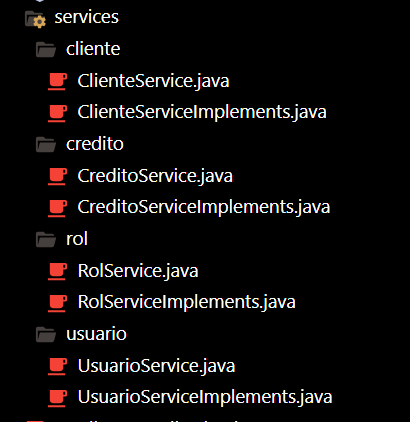 services
cliente
ClienteService.java
ClienteServiceImplements.java
credito
CreditoService.java
CreditoServiceImplements.java
rol
RolService.java
RolServiceImplements.java
usuario
UsuarioService.java
UsuarioServiceImplements.java